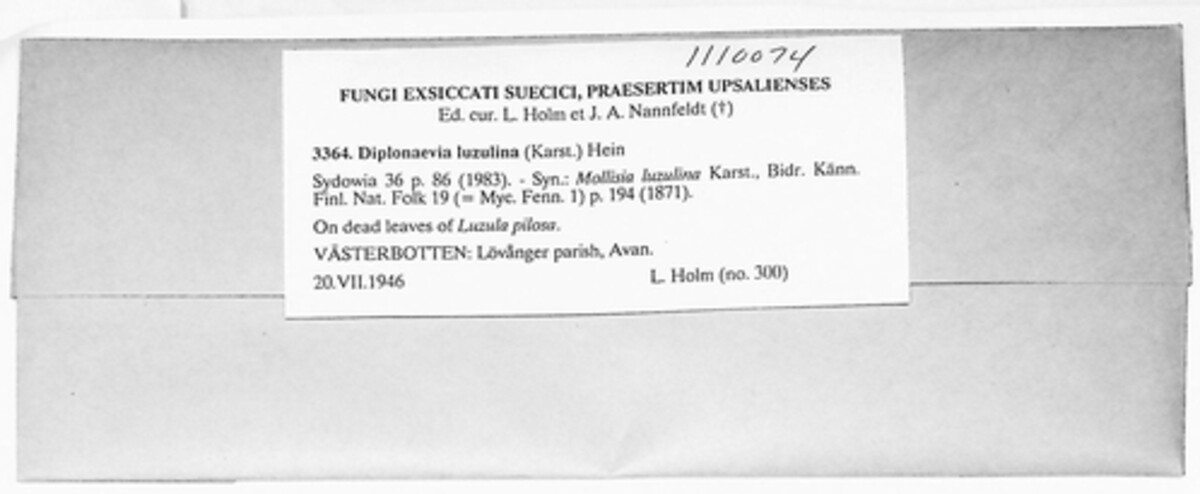 1110074
FUNGI EXSICCATI SUECICI, PRAESERTIM UPSALIENSES
Ed. cur. L. Holm et J. A. Nannfeldt (†)
3364. Diplonaevia luzulina (Karst.) Hein
Sydowia 36 p. 86 (1983). - Syn.: Mollisia luzulina Karst., Bidr. Känn.
Finl. Nat. Folk 19 (= Myc. Fenn. 1) p. 194 (1871).
On dead leaves of Luzula pilosa.
VÄSTERBOTTEN: Lövånger parish, Avan.
20.VII.1946 L. Holm (no. 300)